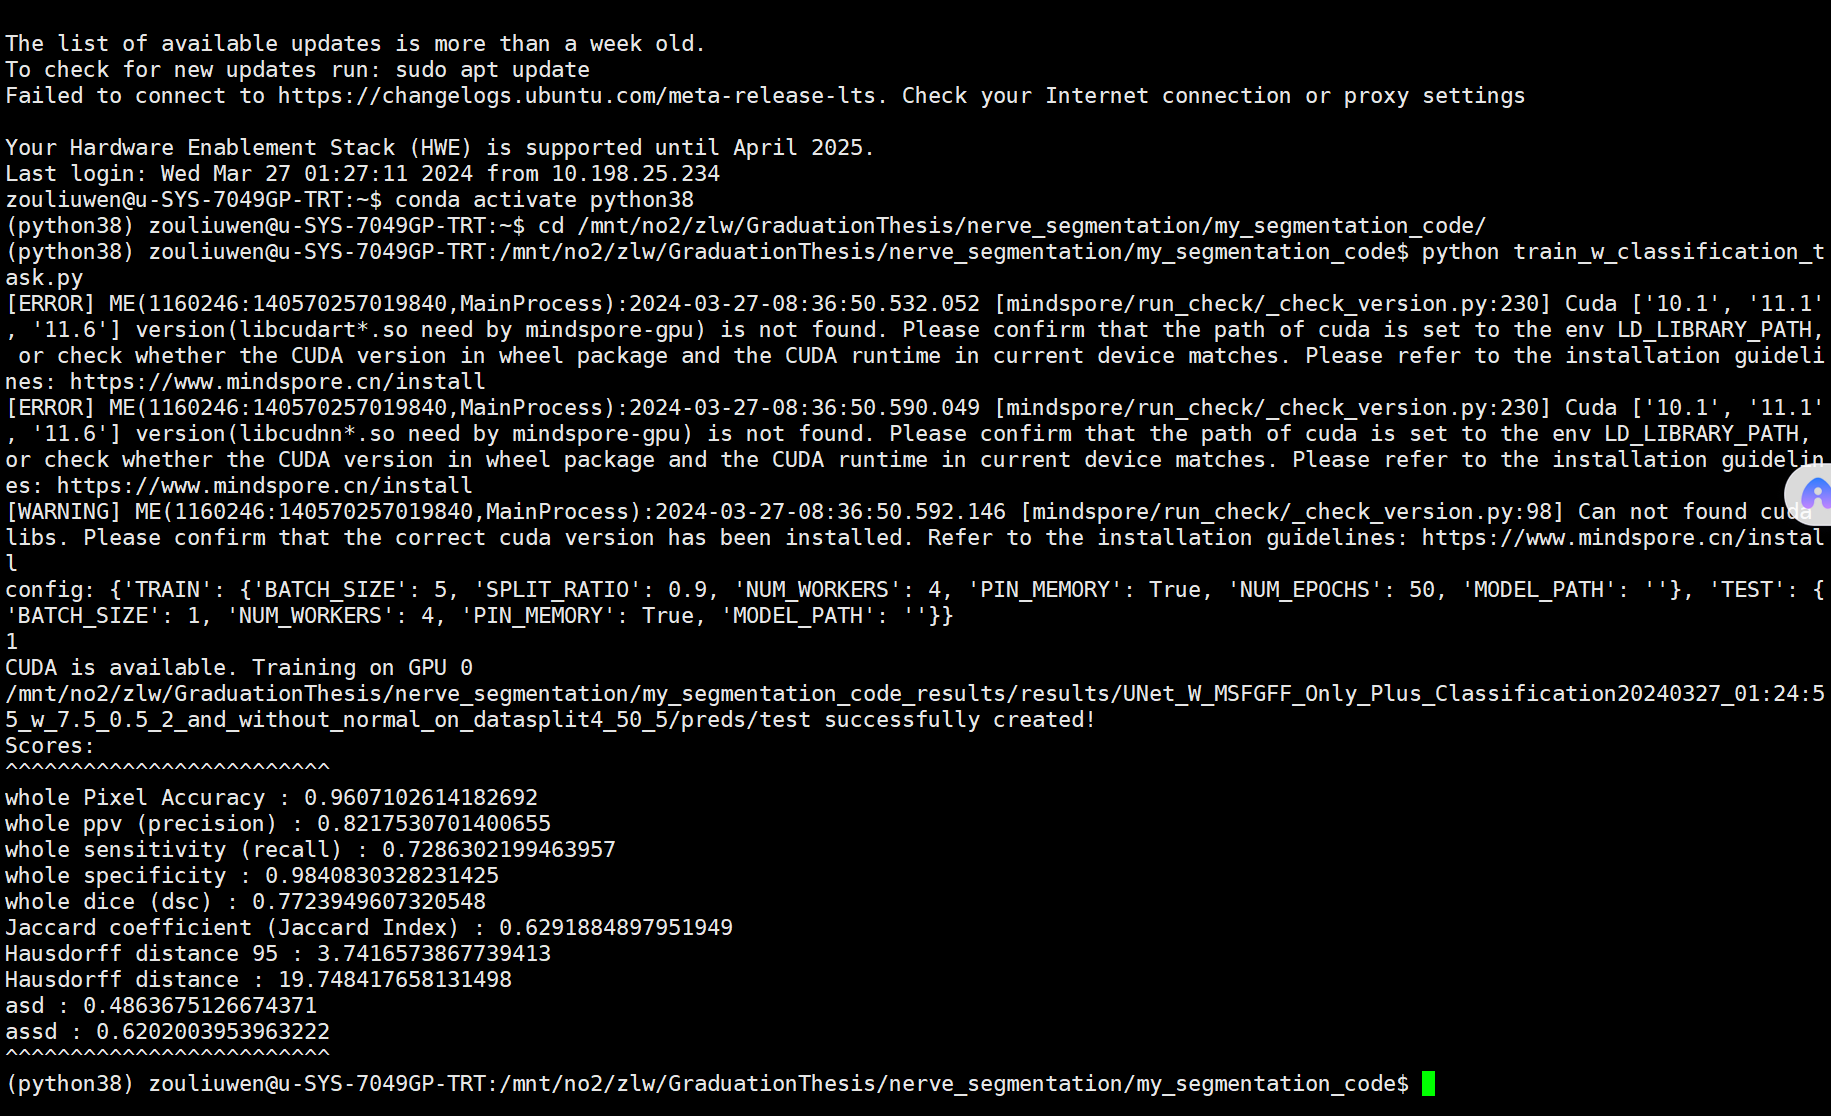 The list of available updates is more than a week old.
To check for new updates run: sudo apt update
Failed to connect to https://changelogs.ubuntu.com/meta-release-lts. Check your Internet connection or proxy settings
Your Hardware Enablement Stack (HWE) is supported until April 2025.
Last login: Wed Mar 27 01:27:11 2024 from 10.198.25.234
zouliuwen@u-SYS-7049GP-TRT:~$ conda activate python38
(python38) zouliuwen@u-SYS-7049GP-TRT:~$ cd /mnt/no2/zlw/GraduationThesis/nerve_segmentation/my_segmentation_code/
(python38) zouliuwen@u-SYS-7049GP-TRT:/mnt/no2/zlw/GraduationThesis/nerve_segmentation/my_segmentation_code$ python train_w_classification_t
ask.py
[ERROR] ME(1160246:140570257019840,MainProcess):2024-03-27-08:36:50.532.052 [mindspore/run_check/_check_version.py:230] Cuda ['10.1', '11.1'
, '11.6'] version(libcudart*.so need by mindspore-gpu) is not found. Please confirm that the path of cuda is set to the env LD_LIBRARY_PATH,
 or check whether the CUDA version in wheel package and the CUDA runtime in current device matches. Please refer to the installation guideli
nes: https://www.mindspore.cn/install
[ERROR] ME(1160246:140570257019840,MainProcess):2024-03-27-08:36:50.590.049 [mindspore/run_check/_check_version.py:230] Cuda ['10.1', '11.1'
, '11.6'] version(libcudnn*.so need by mindspore-gpu) is not found. Please confirm that the path of cuda is set to the env LD_LIBRARY_PATH,
or check whether the CUDA version in wheel package and the CUDA runtime in current device matches. Please refer to the installation guidelin
es: https://www.mindspore.cn/install
[WARNING] ME(1160246:140570257019840,MainProcess):2024-03-27-08:36:50.592.146 [mindspore/run_check/_check_version.py:98] Can not found cuda
libs. Please confirm that the correct cuda version has been installed. Refer to the installation guidelines: https://www.mindspore.cn/instal
l
config: {'TRAIN': {'BATCH_SIZE': 5, 'SPLIT_RATIO': 0.9, 'NUM_WORKERS': 4, 'PIN_MEMORY': True, 'NUM_EPOCHS': 50, 'MODEL_PATH': ''}, 'TEST': {
'BATCH_SIZE': 1, 'NUM_WORKERS': 4, 'PIN_MEMORY': True, 'MODEL_PATH': ''}}
1
CUDA is available. Training on GPU 0
/mnt/no2/zlw/GraduationThesis/nerve_segmentation/my_segmentation_code_results/results/UNet_W_MSFGFF_Only_Plus_Classification20240327_01:24:5
5_w_7.5_0.5_2_and_without_normal_on_datasplit4_50_5/preds/test successfully created!
Scores:
^^^^^^^^^^^^^^^^^^^^^^^^^
whole Pixel Accuracy : 0.9607102614182692
whole ppv (precision) : 0.8217530701400655
whole sensitivity (recall) : 0.7286302199463957
whole specificity : 0.9840830328231425
whole dice (dsc) : 0.7723949607320548
Jaccard coefficient (Jaccard Index) : 0.6291884897951949
Hausdorff distance 95 : 3.7416573867739413
Hausdorff distance : 19.748417658131498
asd : 0.4863675126674371
assd : 0.6202003953963222
^^^^^^^^^^^^^^^^^^^^^^^^^
(python38) zouliuwen@u-SYS-7049GP-TRT:/mnt/no2/zlw/GraduationThesis/nerve_segmentation/my_segmentation_code$